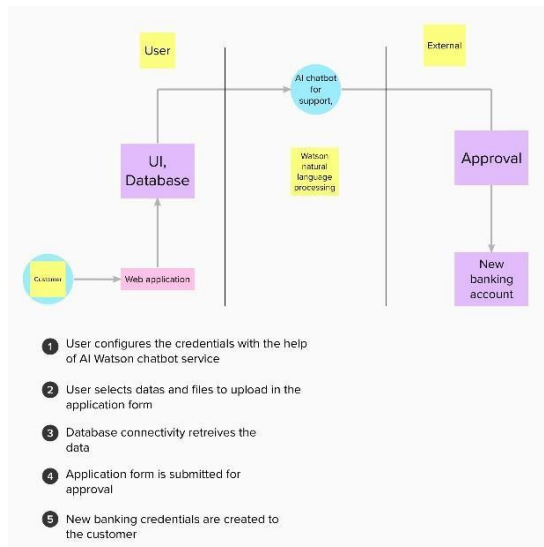 User
External
AI chatbot
for
support,
UI,
Database
Watson
natural
language
processing
Approval
Customer
Web application
New
banking
account
1 User configures the credentials with the help
of AI Watson chatbot service
2 User selects datas and files to upload in the
application form
3 Database connectivity retreives the
data
4 Application form is submitted for
approval
5 New banking credentials are created to
the customer